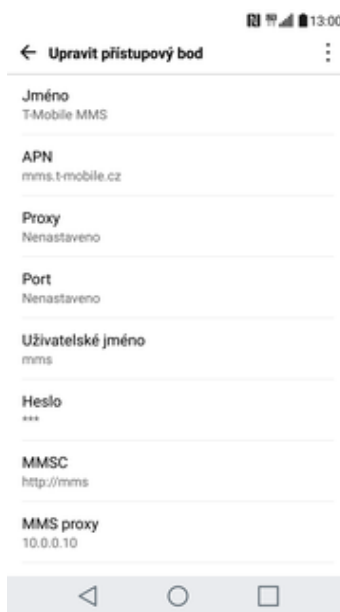 13:00
Upravit přístupový bod
Jméno
T-Mobile MMS
APN
mms.t-mobile.cz
Proxy
Nenastaveno
Port
Nenastaveno
Uživatelské jméno
mms
Heslo
***
MMSC
http://mms
MMS proxy
10.0.0.10